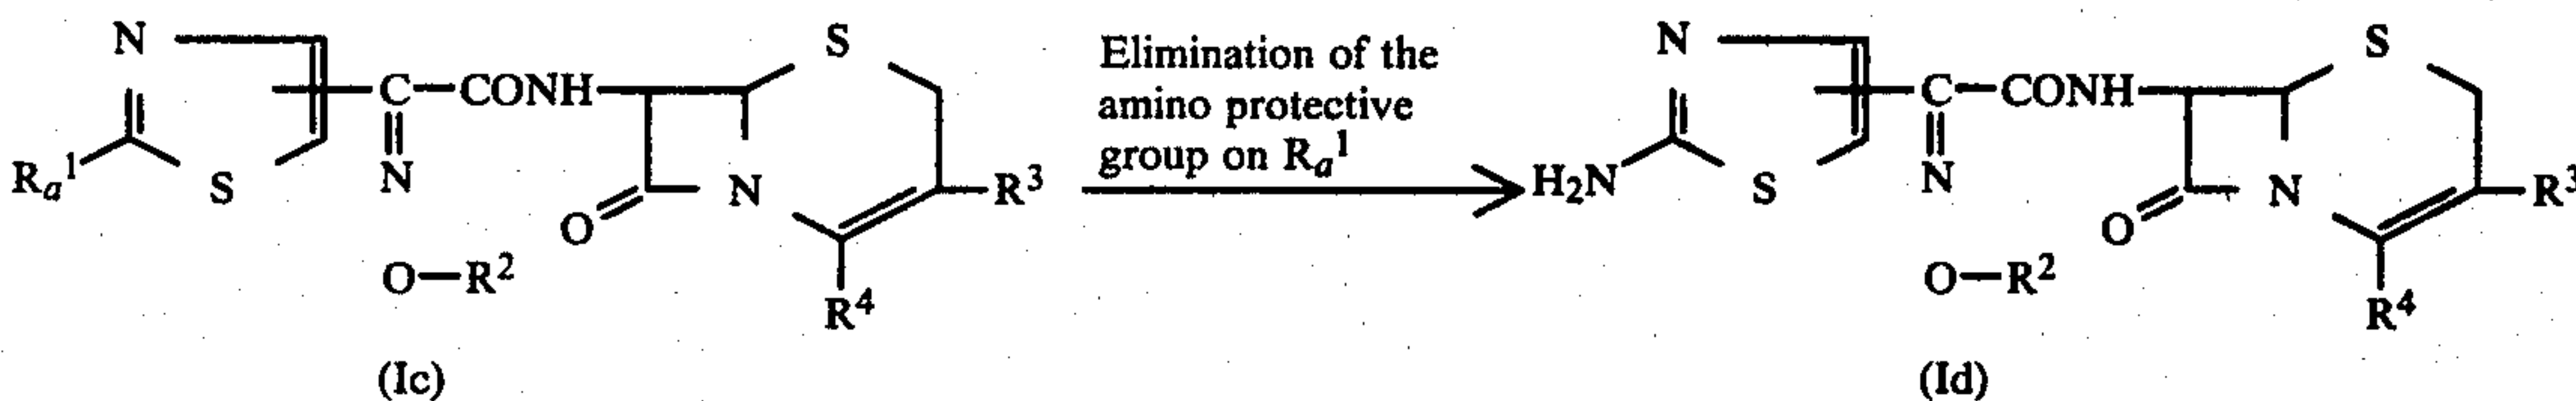 N S Elimination of the N S
amino protective
C—CONH C—CONH
group on Rₐ¹
Rₐ¹ S N N R³ H₂N S N N R³
O O
O—R² O—R²
R⁴ R⁴
(Ic) (Id)